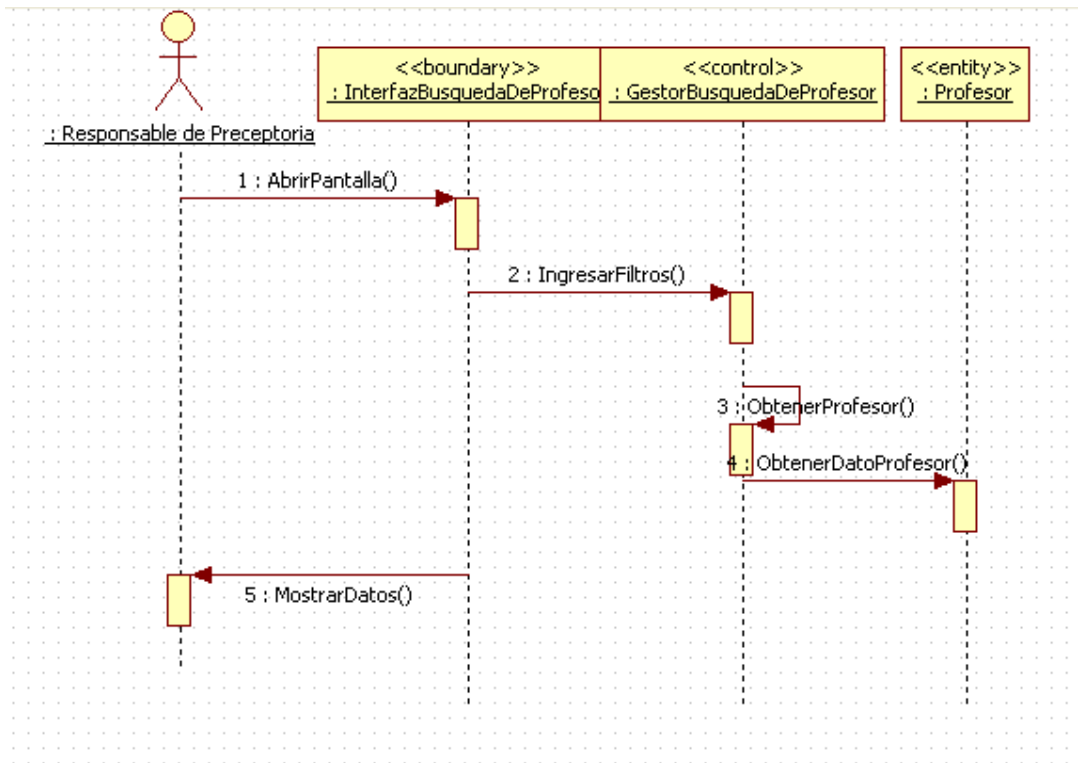 <<boundary>>
: InterfazBusquedaDeProfeso
<<control>>
: GestorBusquedaDeProfesor
<<entity>>
: Profesor
: Responsable de Preceptoria
1 : AbrirPantalla()
2 : IngresarFiltros()
3 : ObtenerProfesor()
4 : ObtenerDatoProfesor()
5 : MostrarDatos()